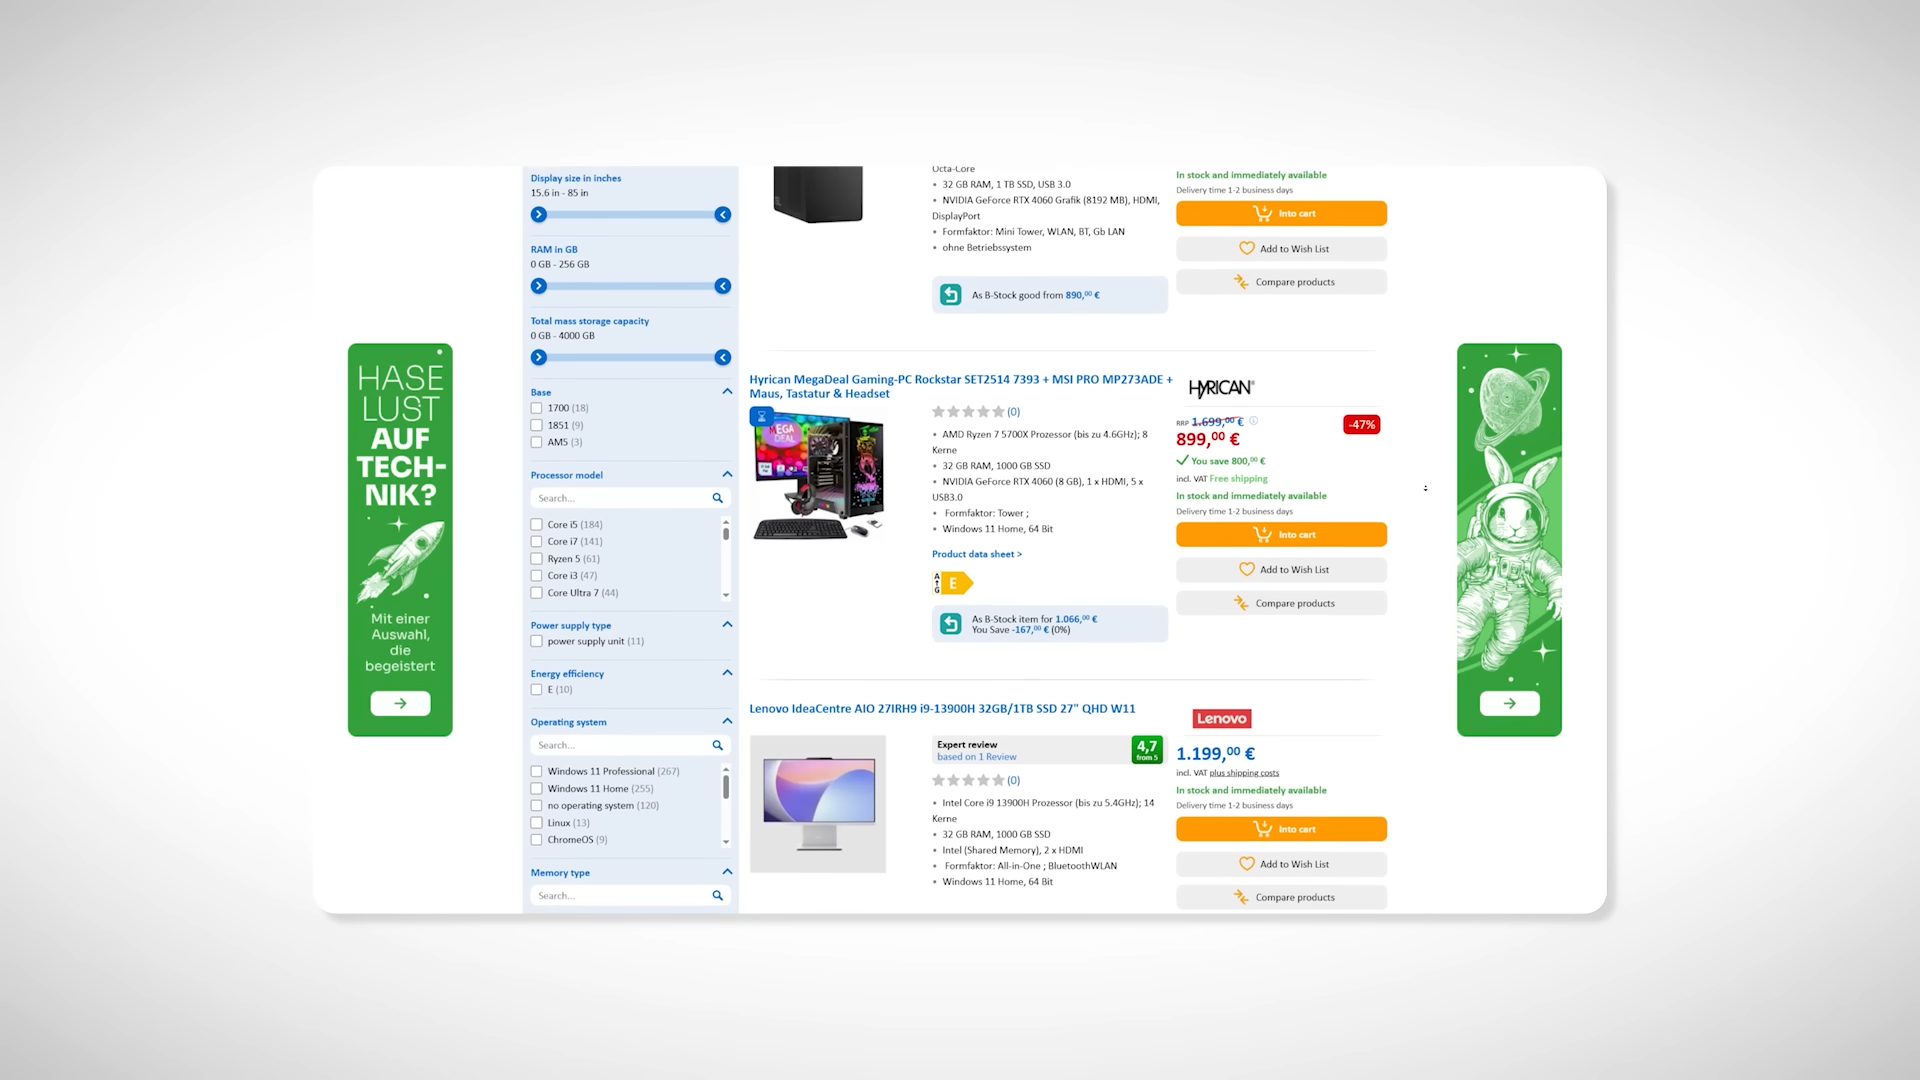 HASE
LUST
AUF
TECH-
NIK?
Mit einer
Auswahl,
die
begeistert
Display size in inches
15.6 in - 85 in
RAM in GB
0 GB - 256 GB
Total mass storage capacity
0 GB - 4000 GB
Base
1700 (18)
1851 (9)
AM5 (3)
Processor model
Search...
Core i5 (184)
Core i7 (141)
Ryzen 5 (61)
Core i3 (47)
Core Ultra 7 (44)
Power supply type
power supply unit (11)
Energy efficiency
E (10)
Operating system
Search...
Windows 11 Professional (267)
Windows 11 Home (255)
no operating system (120)
Linux (13)
ChromeOS (9)
Memory type
Search...
Octa-Core
• 32 GB RAM, 1 TB SSD, USB 3.0
• NVIDIA GeForce RTX 4060 Grafik (8192 MB), HDMI,
DisplayPort
• Formfaktor: Mini Tower, WLAN, BT, Gb LAN
• ohne Betriebssystem
As B-Stock good from 890,00 €
In stock and immediately available
Delivery time 1-2 business days
Into cart
Add to Wish List
Compare products
Hyrican MegaDeal Gaming-PC Rockstar SET2514 7393 + MSI PRO MP273ADE +
Maus, Tastatur & Headset
MEGA
DEAL
(0)
• AMD Ryzen 7 5700X Prozessor (bis zu 4.6GHz); 8
Kerne
• 32 GB RAM, 1000 GB SSD
• NVIDIA GeForce RTX 4060 (8 GB), 1 x HDMI, 5 x
USB3.0
• Formfaktor: Tower ;
• Windows 11 Home, 64 Bit
Product data sheet >
A
G
E
As B-Stock item for 1.066,00 €
You Save -167,00 € (0%)
HYRICAN
RRP 1.699,00 €
-47%
899,00 €
You save 800,00 €
incl. VAT Free shipping
In stock and immediately available
Delivery time 1-2 business days
Into cart
Add to Wish List
Compare products
Lenovo IdeaCentre AIO 27IRH9 i9-13900H 32GB/1TB SSD 27" QHD W11
Expert review
based on 1 Review
4,7
from 5
(0)
• Intel Core i9 13900H Prozessor (bis zu 5.4GHz); 14
Kerne
• 32 GB RAM, 1000 GB SSD
• Intel (Shared Memory), 2 x HDMI
• Formfaktor: All-in-One ; BluetoothWLAN
• Windows 11 Home, 64 Bit
Lenovo
1.199,00 €
incl. VAT plus shipping costs
In stock and immediately available
Delivery time 1-2 business days
Into cart
Add to Wish List
Compare products